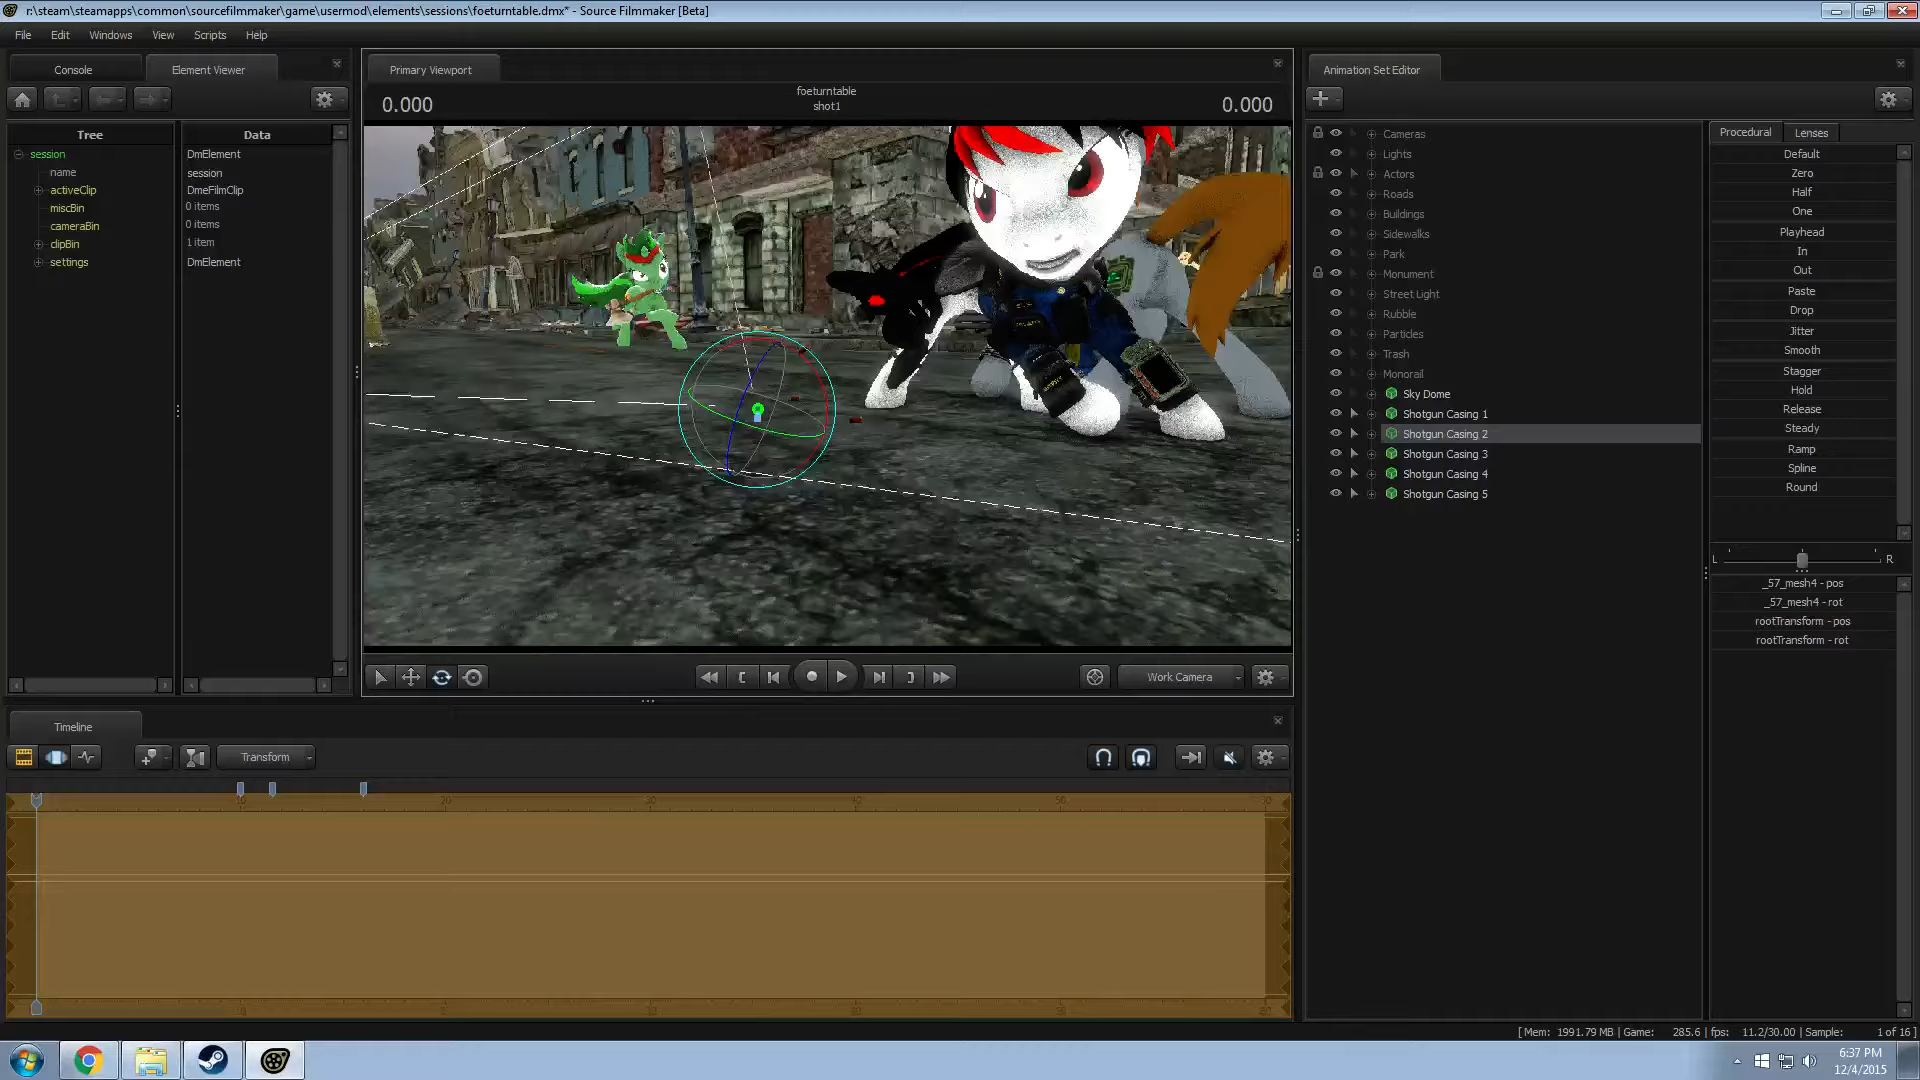 r:\steam\steamapps\common\sourcefilmmaker\game\usermod\elements\sessions\foeturntable.dmx* - Source Filmmaker [Beta]
File Edit Windows View Scripts Help
Console Element Viewer
Tree Data
session DmElement
name session
activeClip DmeFilmClip
miscBin 0 items
cameraBin 0 items
clipBin 1 item
settings DmElement
Primary Viewport
0.000 foeturntable 0.000
shot1
Work Camera
Animation Set Editor
Cameras
Lights
Actors
Roads
Buildings
Sidewalks
Park
Monument
Street Light
Rubble
Particles
Trash
Monorail
Sky Dome
Shotgun Casing 1
Shotgun Casing 2
Shotgun Casing 3
Shotgun Casing 4
Shotgun Casing 5
Procedural Lenses
Default
Zero
Half
One
Playhead
In
Out
Paste
Drop
Jitter
Smooth
Stagger
Hold
Release
Steady
Ramp
Spline
Round
L R
_57_mesh4 - pos
_57_mesh4 - rot
rootTransform - pos
rootTransform - rot
Timeline
Transform
10 20 30 40 50
[ Mem: 1991.79 MB | Game: 285.6 | fps: 11.2/30.00 | Sample: 1 of 16 ]
6:37 PM
12/4/2015